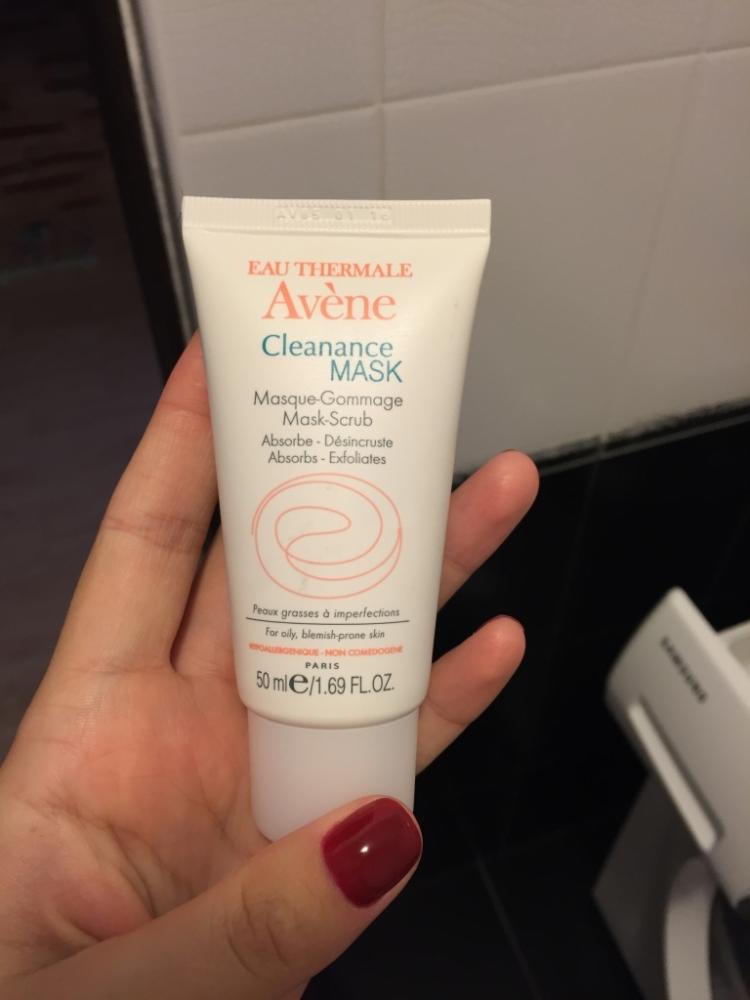 EAU THERMALE
Avène
Cleanance
MASK
Masque-Gommage
Mask-Scrub
Absorbe - Désincruste
Absorbs - Exfoliates
Peaux grasses à imperfections
For oily, blemish-prone skin
HYPOALLERGENIQUE - NON COMEDOGENE
PARIS
50 ml e/1.69 FL.OZ.
SAMSUNG